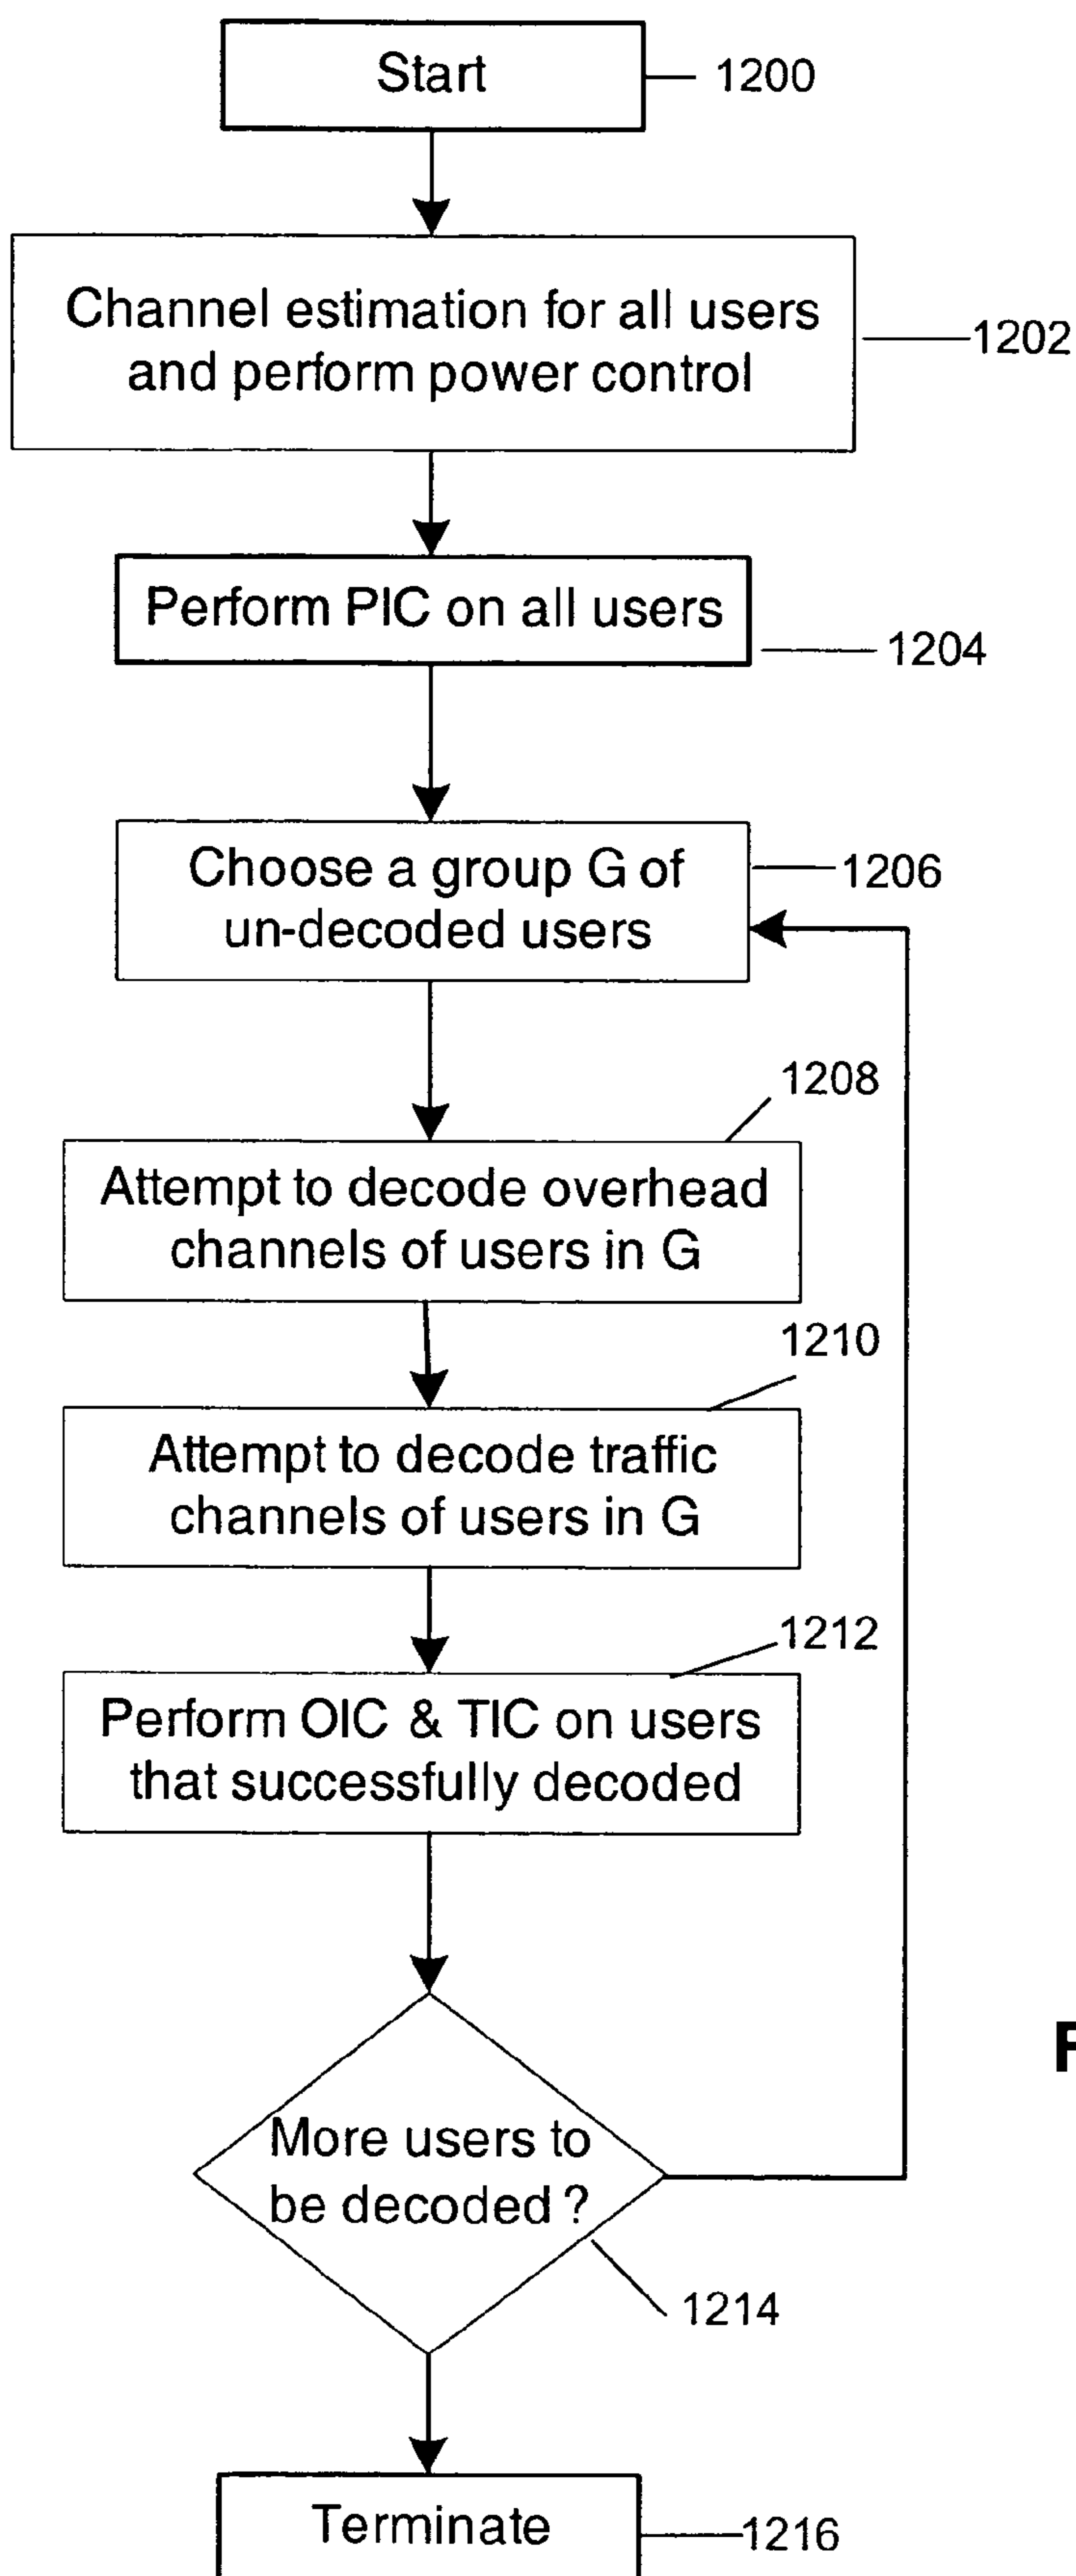 Start
1200
Channel estimation for all users
and perform power control
1202
Perform PIC on all users
1204
Choose a group G of
un-decoded users
1206
1208
Attempt to decode overhead
channels of users in G
1210
Attempt to decode traffic
channels of users in G
1212
Perform OIC & TIC on users
that successfully decoded
More users to
be decoded ?
1214
Terminate
1216